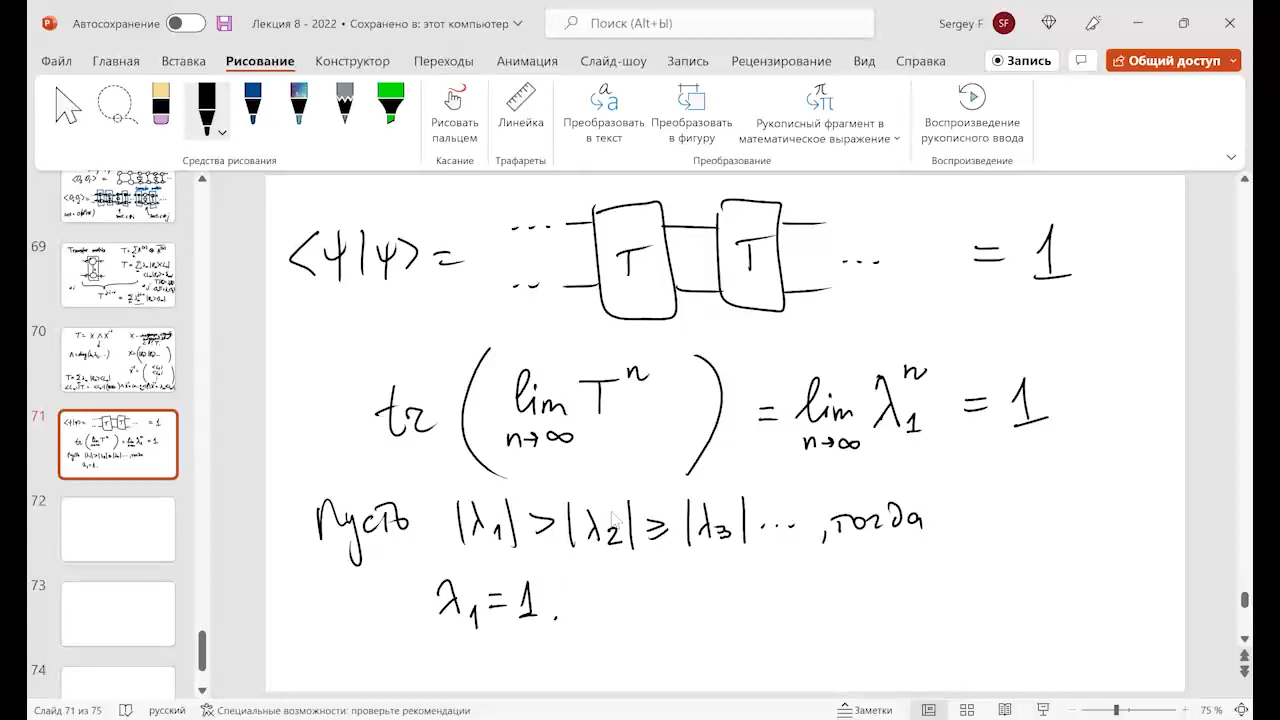 Автосохранение
Лекция 8 - 2022 • Сохранено в: этот компьютер
Поиск (Alt+Ы)
Sergey F
SF
Файл Главная Вставка Рисование Конструктор Переходы Анимация Слайд-шоу Запись Рецензирование Вид Справка
Запись
Общий доступ
Рисовать пальцем
Линейка
Преобразовать в текст
Преобразовать в фигуру
Рукописный фрагмент в математическое выражение
Воспроизведение рукописного ввода
Средства рисования
Касание
Трафареты
Преобразование
Воспроизведение
69
70
71
72
73
74
<ψ|ψ> = ... T T ... = 1
tr ( lim n→∞ T^n ) = lim n→∞ λ_1^n = 1
Пусть |λ_1| > |λ_2| ≥ |λ_3| ... , тогда
λ_1 = 1.
Слайд 71 из 75
русский
Специальные возможности: проверьте рекомендации
Заметки
75 %